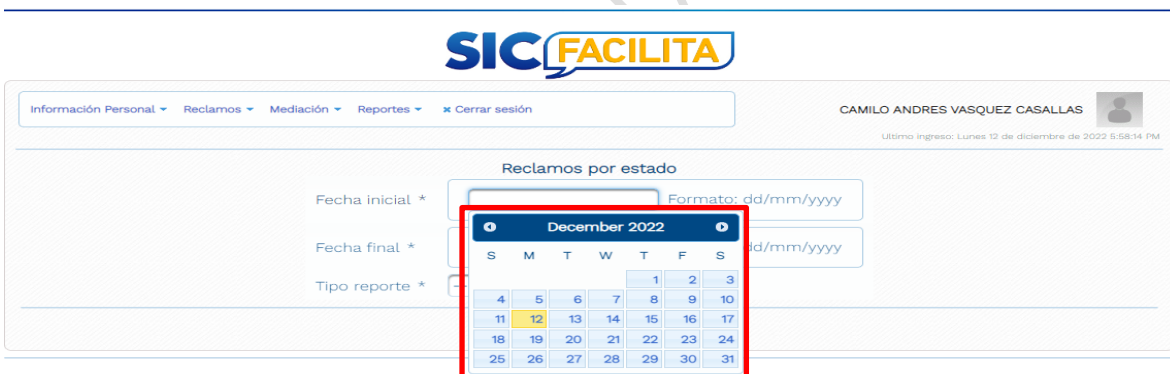 SIC FACILITA
Información Personal Reclamos Mediación Reportes × Cerrar sesión
CAMILO ANDRES VASQUEZ CASALLAS
Ultimo ingreso: Lunes 12 de diciembre de 2022 5:58:14 PM
Reclamos por estado
Fecha inicial * Formato: dd/mm/yyyy
December 2022
Fecha final * dd/mm/yyyy
S M T W T F S
1 2 3
Tipo reporte *
4 5 6 7 8 9 10
11 12 13 14 15 16 17
18 19 20 21 22 23 24
25 26 27 28 29 30 31